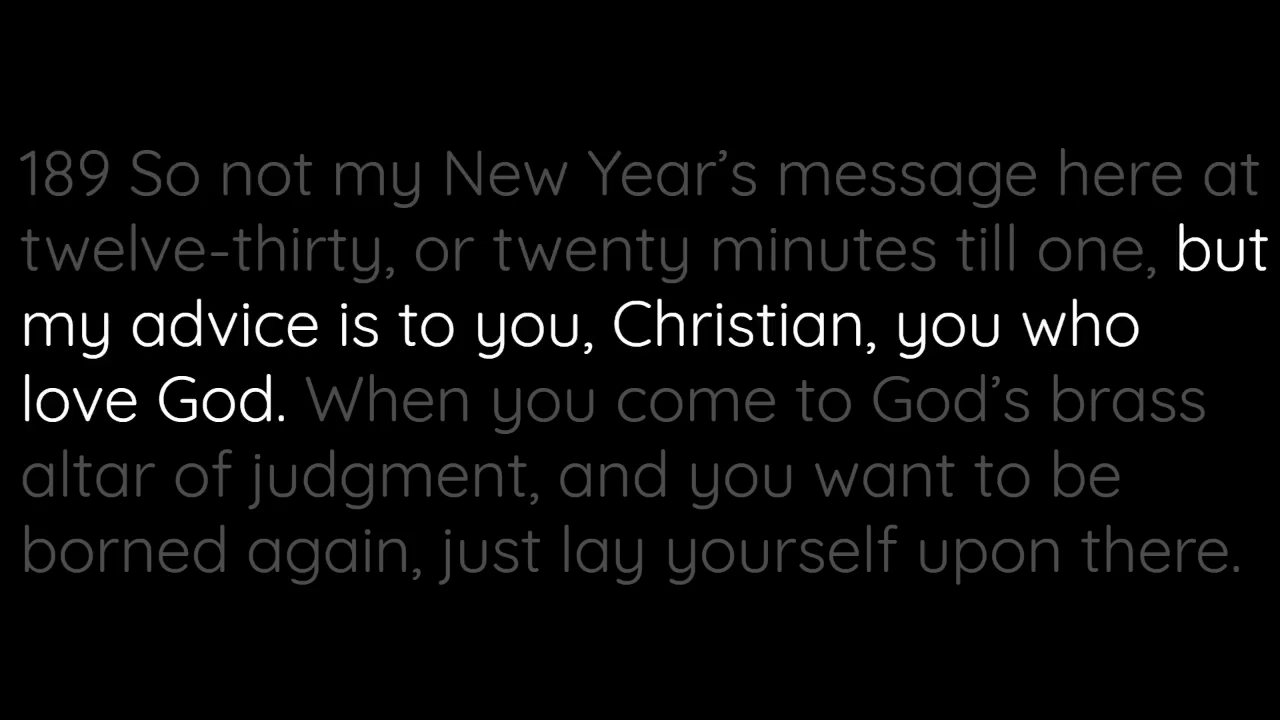 189 So not my New Year’s message here at
twelve-thirty, or twenty minutes till one, but
my advice is to you, Christian, you who
love God. When you come to God’s brass
altar of judgment, and you want to be
borned again, just lay yourself upon there.